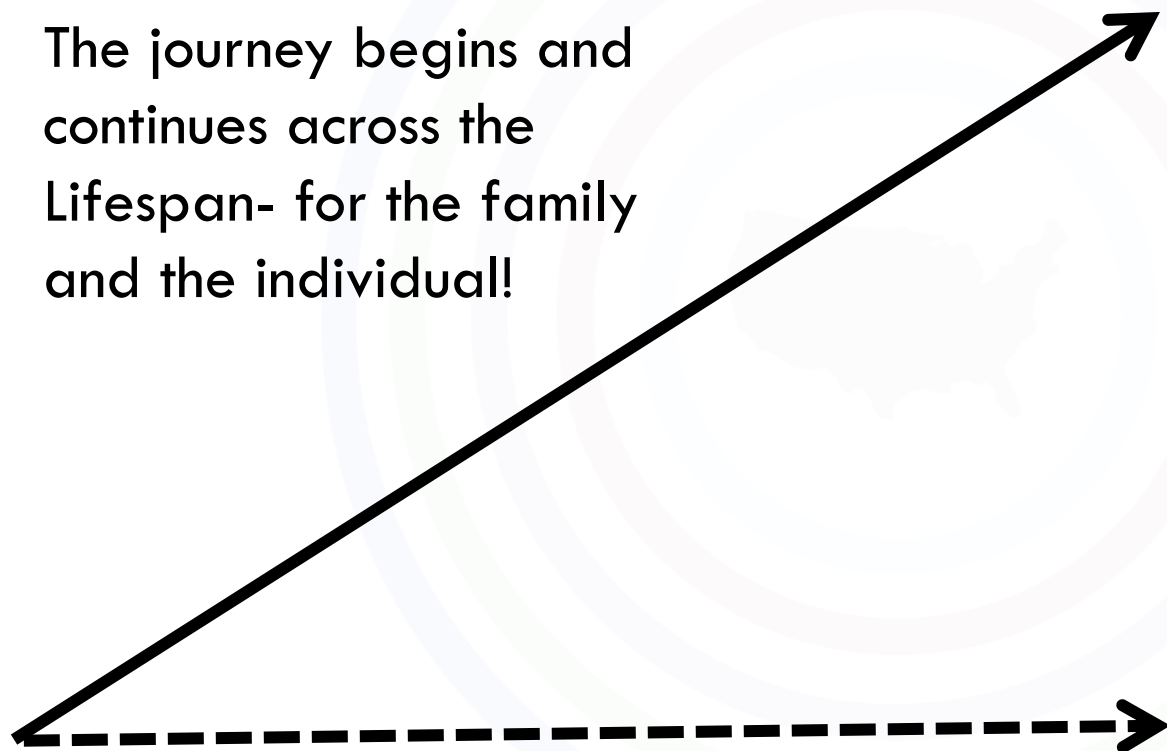 The journey begins and
continues across the
Lifespan- for the family
and the individual!